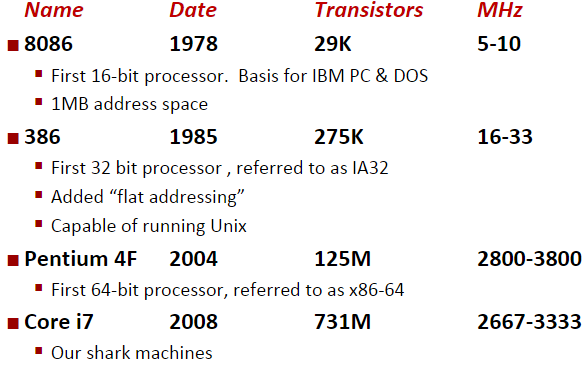 Name Date Transistors MHz
■ 8086 1978 29K 5-10
▪ First 16-bit processor. Basis for IBM PC & DOS
▪ 1MB address space
■ 386 1985 275K 16-33
▪ First 32 bit processor , referred to as IA32
▪ Added “flat addressing”
▪ Capable of running Unix
■ Pentium 4F 2004 125M 2800-3800
▪ First 64-bit processor, referred to as x86-64
■ Core i7 2008 731M 2667-3333
▪ Our shark machines